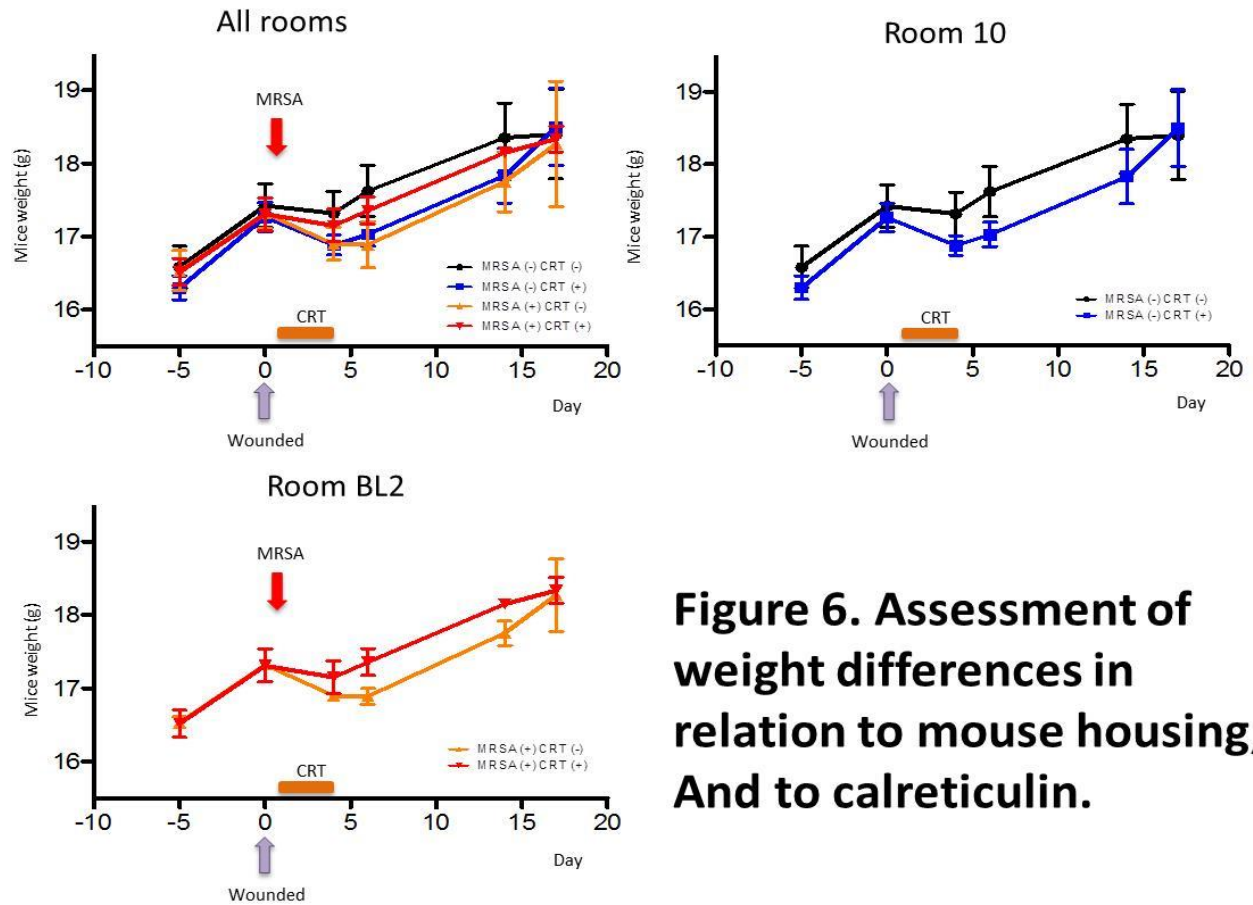 All rooms
19
18
17
16
Mice weight (g)
MRSA
MRSA (-) CRT (-)
MRSA (-) CRT (+)
MRSA (+) CRT (-)
MRSA (+) CRT (+)
CRT
-10 -5 0 5 10 15 20
Day
Wounded
Room 10
19
18
17
16
Mice weight (g)
MRSA (-) CRT (-)
MRSA (-) CRT (+)
CRT
-10 -5 0 5 10 15 20
Day
Wounded
Room BL2
19
18
17
16
Mice weight (g)
MRSA
MRSA (+) CRT (-)
MRSA (+) CRT (+)
CRT
-10 -5 0 5 10 15 20
Day
Wounded
Figure 6. Assessment of
weight differences in
relation to mouse housing,
And to calreticulin.